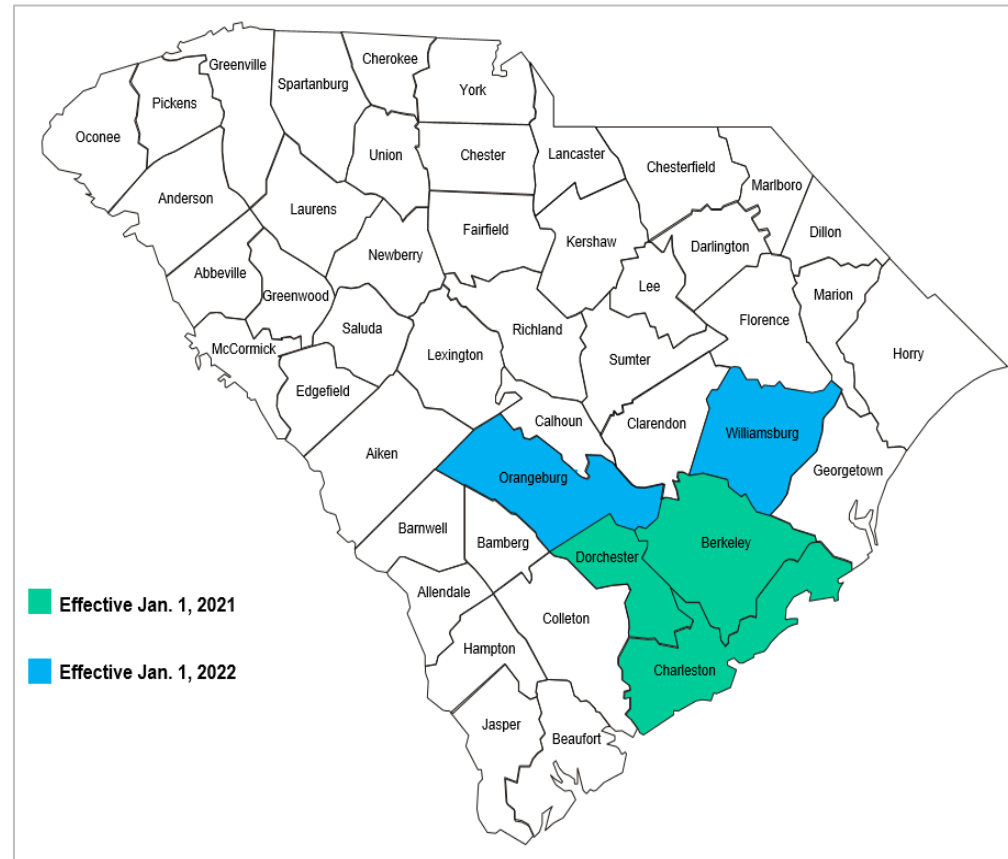 Greenville
Cherokee
Spartanburg
York
Pickens
Oconee
Union
Chester
Lancaster
Chesterfield
Marlboro
Anderson
Laurens
Fairfield
Kershaw
Darlington
Dillon
Newberry
Abbeville
Greenwood
Lee
Marion
Saluda
Richland
Florence
McCormick
Lexington
Sumter
Horry
Edgefield
Calhoun
Clarendon
Williamsburg
Aiken
Georgetown
Orangeburg
Barnwell
Bamberg
Berkeley
Dorchester
Allendale
Effective Jan. 1, 2021
Colleton
Hampton
Effective Jan. 1, 2022
Charleston
Jasper
Beaufort